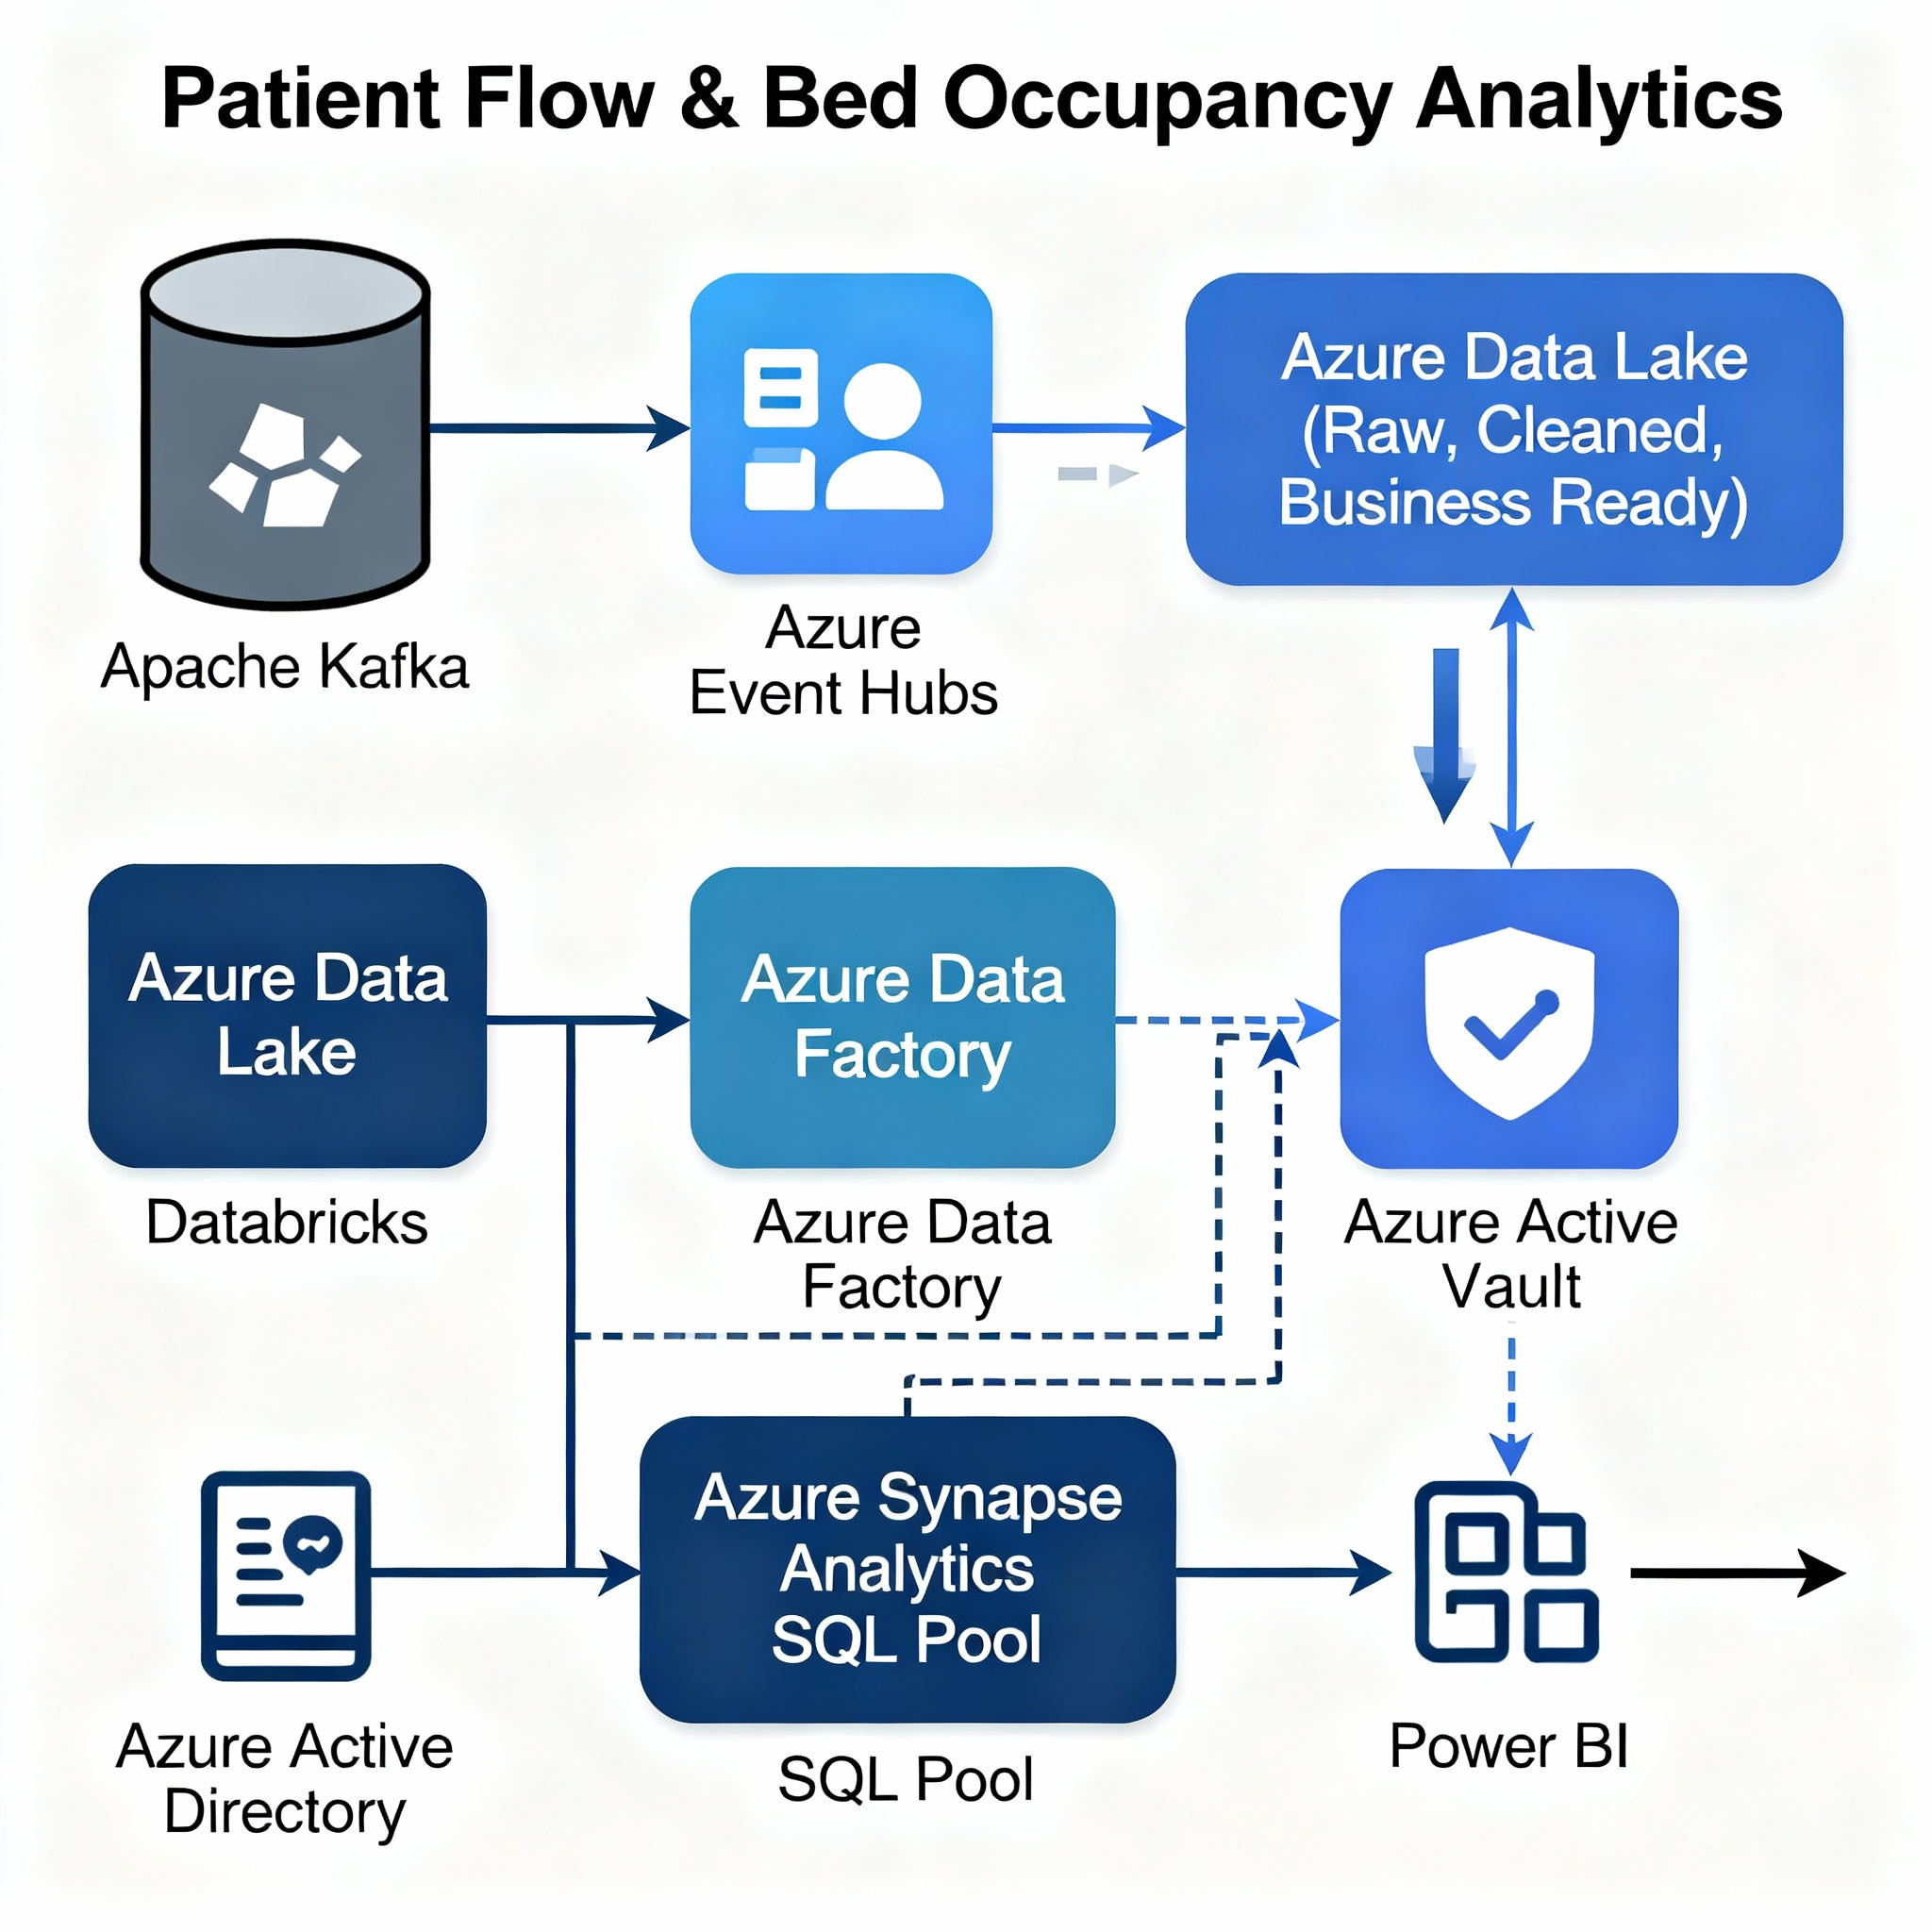 Patient Flow & Bed Occupancy Analytics
Apache Kafka
Azure
Event Hubs
Azure Data Lake
(Raw, Cleaned,
Business Ready)
Azure Data
Lake
Databricks
Azure Data
Factory
Azure Data
Factory
Azure Active
Vault
Azure Active
Directory
Azure Synapse
Analytics
SQL Pool
SQL Pool
Power BI